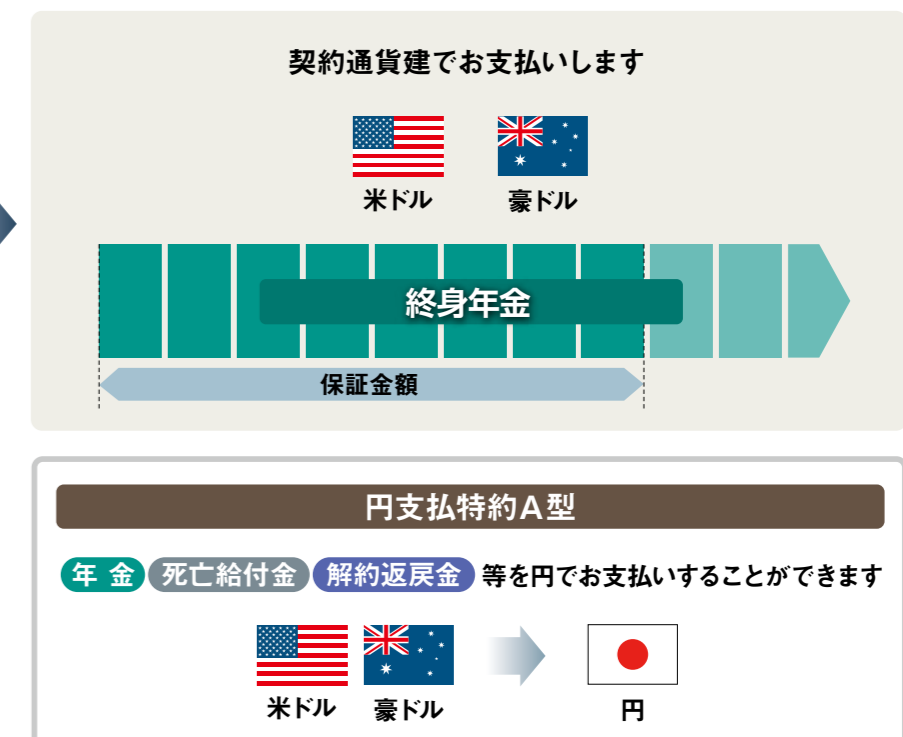 契約通貨建でお支払いします
米ドル 豪ドル
終身年金
保証金額
円支払特約A型
年金 死亡給付金 解約返戻金 等を円でお支払いすることができます
米ドル 豪ドル 円